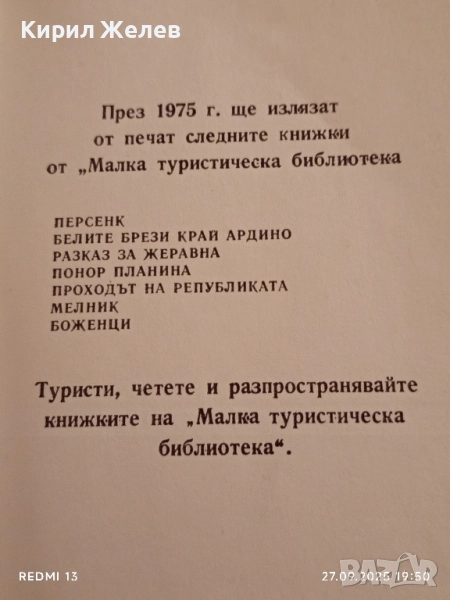 Кирил Желев
През 1975 г. ще излязат
от печат следните книжки
от „Малка туристическа библиотека
ПЕРСЕНК
БЕЛИТЕ БРЕЗИ КРАЙ АРДИНО
РАЗКАЗ ЗА ЖЕРАВНА
ПОНОР ПЛАНИНА
ПРОХОДЪТ НА РЕПУБЛИКАТА
МЕЛНИК
БОЖЕНЦИ
Туристи, четете и разпространявайте
книжките на „Малка туристическа
библиотека“.
REDMI 13
27.09.2025 19:50
BAZAR